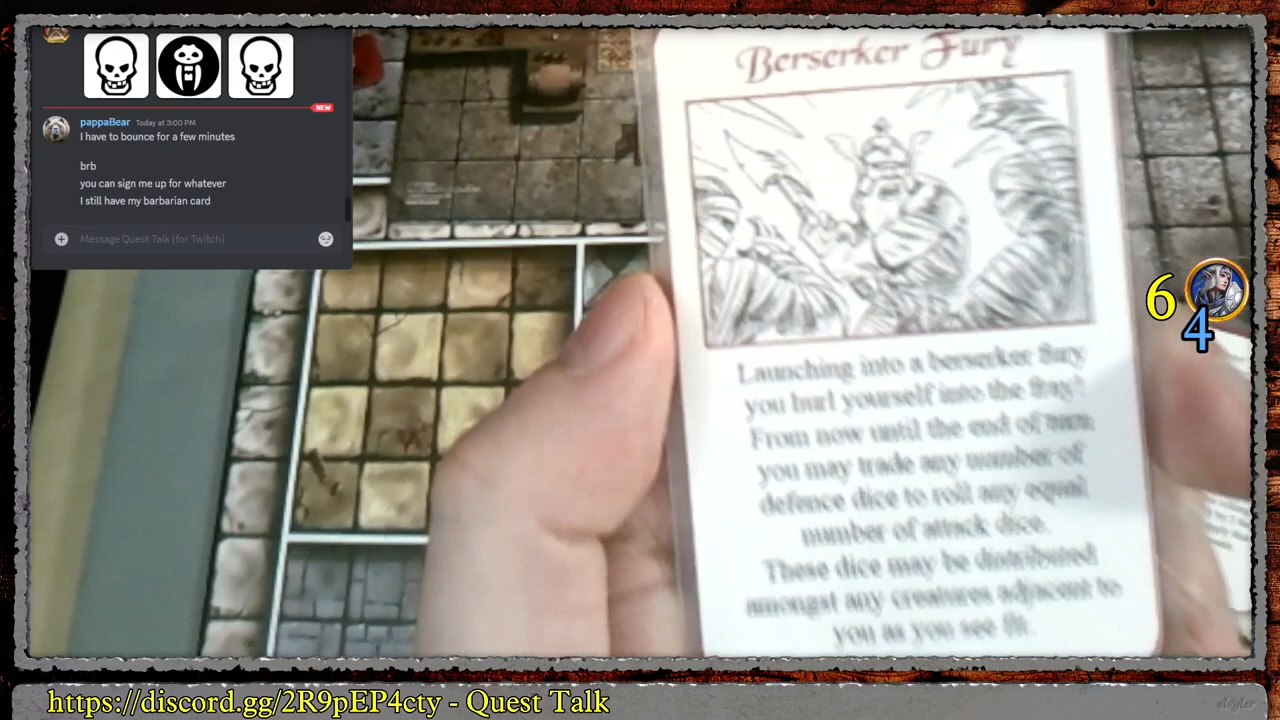 NEW
pappaBear Today at 3:00 PM
I have to bounce for a few minutes
brb
you can sign me up for whatever
I still have my barbarian card
Message Quest Talk (for Twitch)
Berserker Fury
Launching into a berserker fury
you hurl yourself into the fray!
From now until the end of turn
you may trade any number of
defence dice to roll any equal
number of attack dice.
These dice may be distributed
amongst any creatures adjacent to
you as you see fit.
6
4
https://discord.gg/2R9pEP4cty - Quest Talk